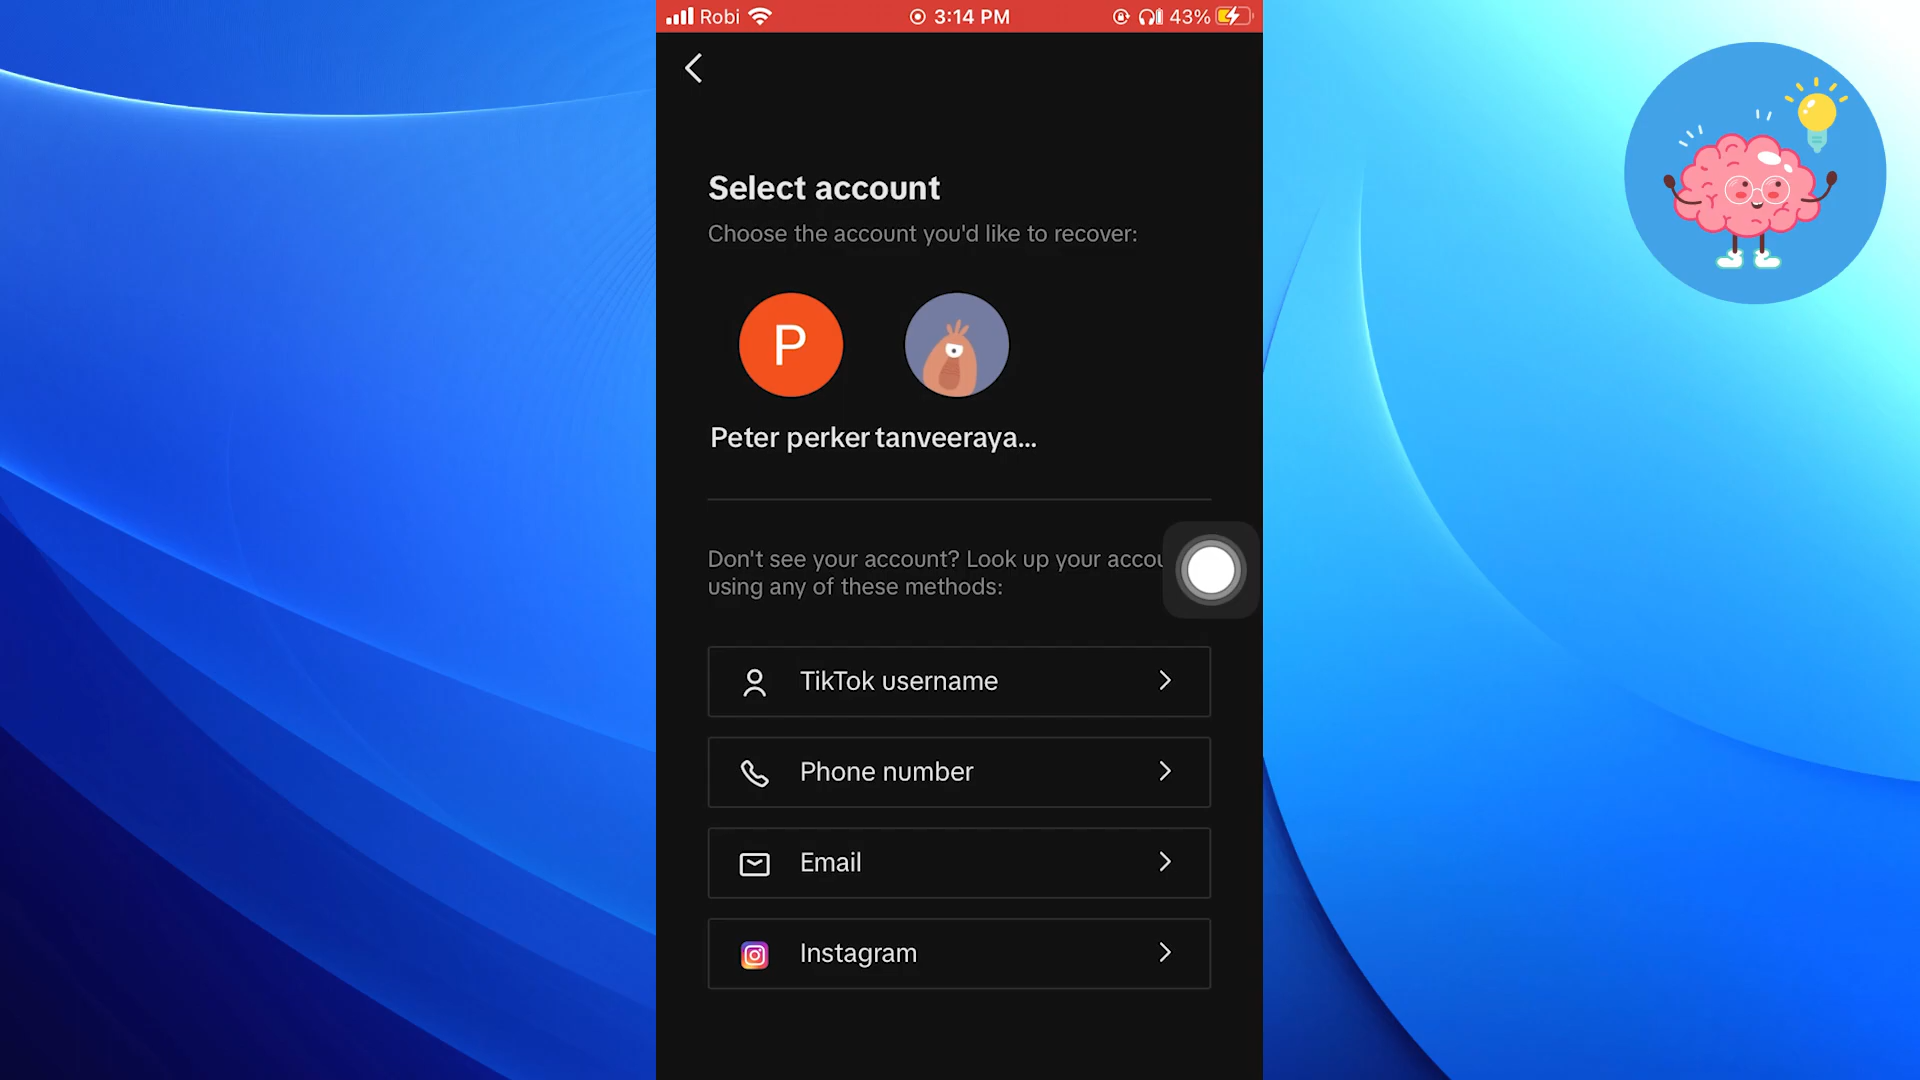 Robi 3:14 PM 43%
Select account
Choose the account you'd like to recover:
P
Peter perker tanveeraya...
Don't see your account? Look up your accou
using any of these methods:
TikTok username
Phone number
Email
Instagram